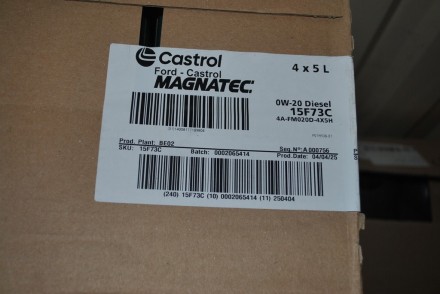 Castrol
4 x 5 L
Ford - Castrol
MAGNATEC
0W-20 Diesel
15F73C
4A-FM020D-4X5H
Prod. Plant: BE02
Seq.Nº: A 000756
SKU: 15F73C Batch: 0002065414 Prod.Date: 04/04/25
(240) 15F73C (10) 0002065414 (11) 250404